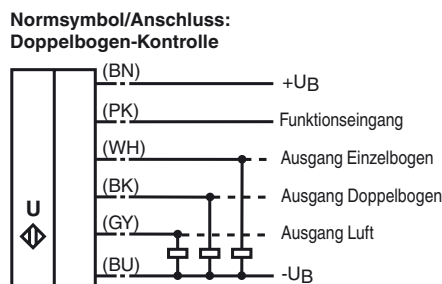 Normsymbol/Anschluss:
Doppelbogen-Kontrolle
(BN) +UB
(PK) Funktionseingang
(WH) Ausgang Einzelbogen
(BK) Ausgang Doppelbogen
U
(GY) Ausgang Luft
(BU) -UB